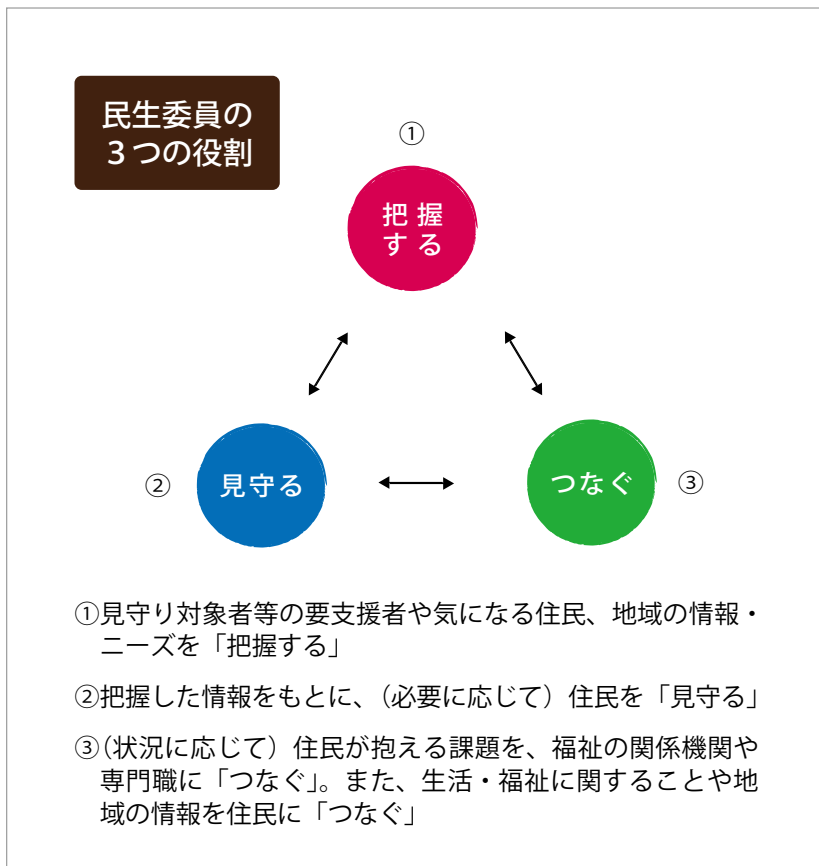 民生委員の
３つの役割
①
把握
する
②
見守る
つなぐ
③
①見守り対象者等の要支援者や気になる住民、地域の情報・
ニーズを「把握する」
②把握した情報をもとに、（必要に応じて）住民を「見守る」
③（状況に応じて）住民が抱える課題を、福祉の関係機関や
専門職に「つなぐ」。また、生活・福祉に関することや地
域の情報を住民に「つなぐ」